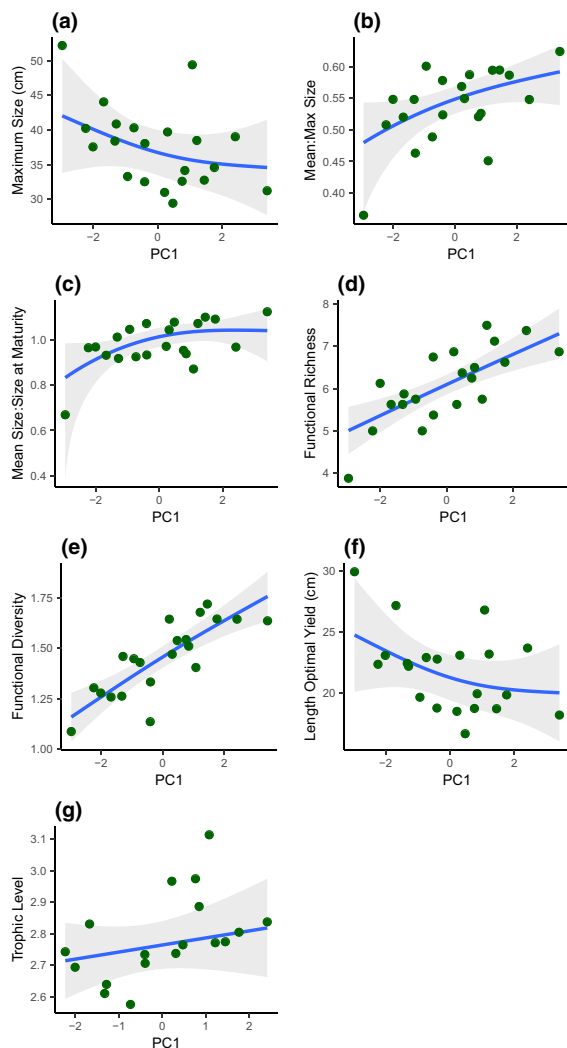 (a)
Maximum Size (cm)
50
45
40
35
30
−2
0
2
PC1
(b)
Mean:Max Size
0.60
0.55
0.50
0.45
0.40
−2
0
2
PC1
(c)
Mean Size:Size at Maturity
1.0
0.8
0.6
0.4
−2
0
2
PC1
(d)
Functional Richness
8
7
6
5
4
−2
0
2
PC1
(e)
Functional Diversity
1.75
1.50
1.25
1.00
−2
0
2
PC1
(f)
Length Optimal Yield (cm)
30
25
20
−2
0
2
PC1
(g)
Trophic Level
3.1
3.0
2.9
2.8
2.7
2.6
−2
−1
0
1
2
PC1